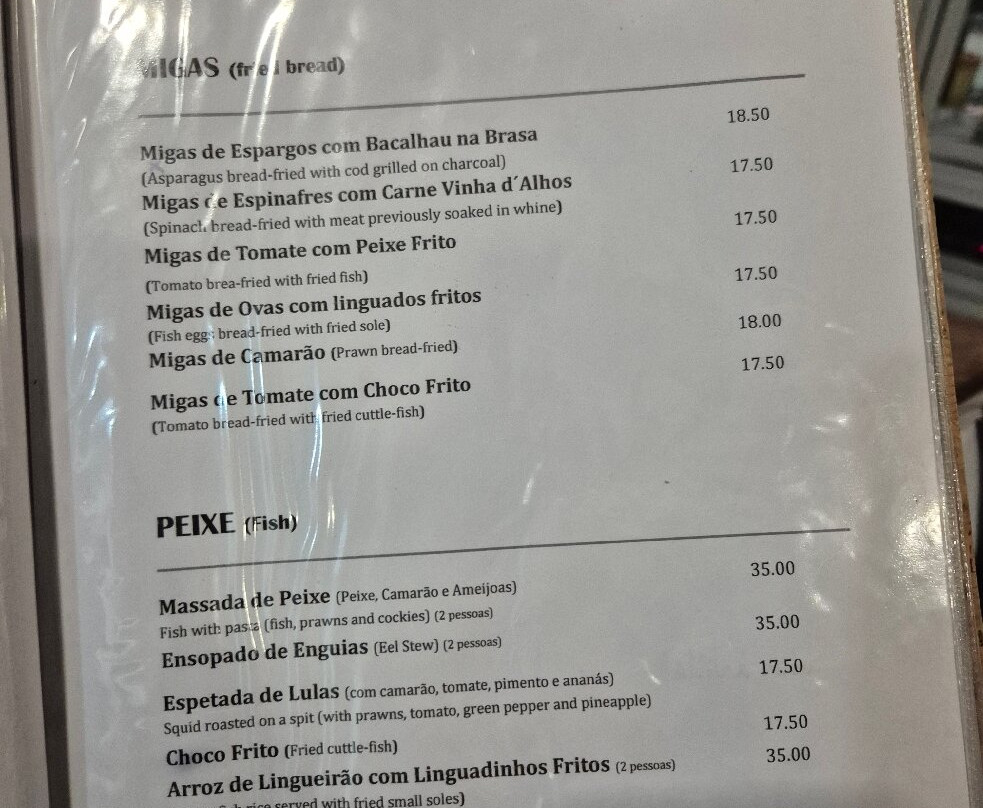 MIGAS (fried bread)
18.50
Migas de Espargos com Bacalhau na Brasa
(Asparagus bread-fried with cod grilled on charcoal)
17.50
Migas de Espinafres com Carne Vinha d´Alhos
(Spinach bread-fried with meat previously soaked in whine)
17.50
Migas de Tomate com Peixe Frito
(Tomato brea-fried with fried fish)
17.50
Migas de Ovas com linguados fritos
(Fish eggs bread-fried with fried sole)
18.00
Migas de Camarão (Prawn bread-fried)
17.50
Migas de Tomate com Choco Frito
(Tomato bread-fried with fried cuttle-fish)
PEIXE (Fish)
35.00
Massada de Peixe (Peixe, Camarão e Ameijoas)
Fish with pasta (fish, prawns and cockies) (2 pessoas)
35.00
Ensopado de Enguias (Eel Stew) (2 pessoas)
17.50
Espetada de Lulas (com camarão, tomate, pimento e ananás)
Squid roasted on a spit (with prawns, tomato, green pepper and pineapple)
17.50
Choco Frito (Fried cuttle-fish)
35.00
Arroz de Lingueirão com Linguadinhos Fritos (2 pessoas)
rice served with fried small soles)